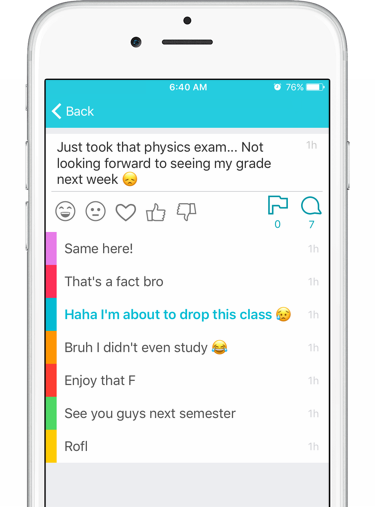 6:40 AM
76%
Back
Just took that physics exam... Not
looking forward to seeing my grade
next week 😞
1h
0
7
Same here! 1h
That's a fact bro 1h
Haha I'm about to drop this class 😥 1h
Bruh I didn't even study 😂 1h
Enjoy that F 1h
See you guys next semester 1h
Rofl 1h